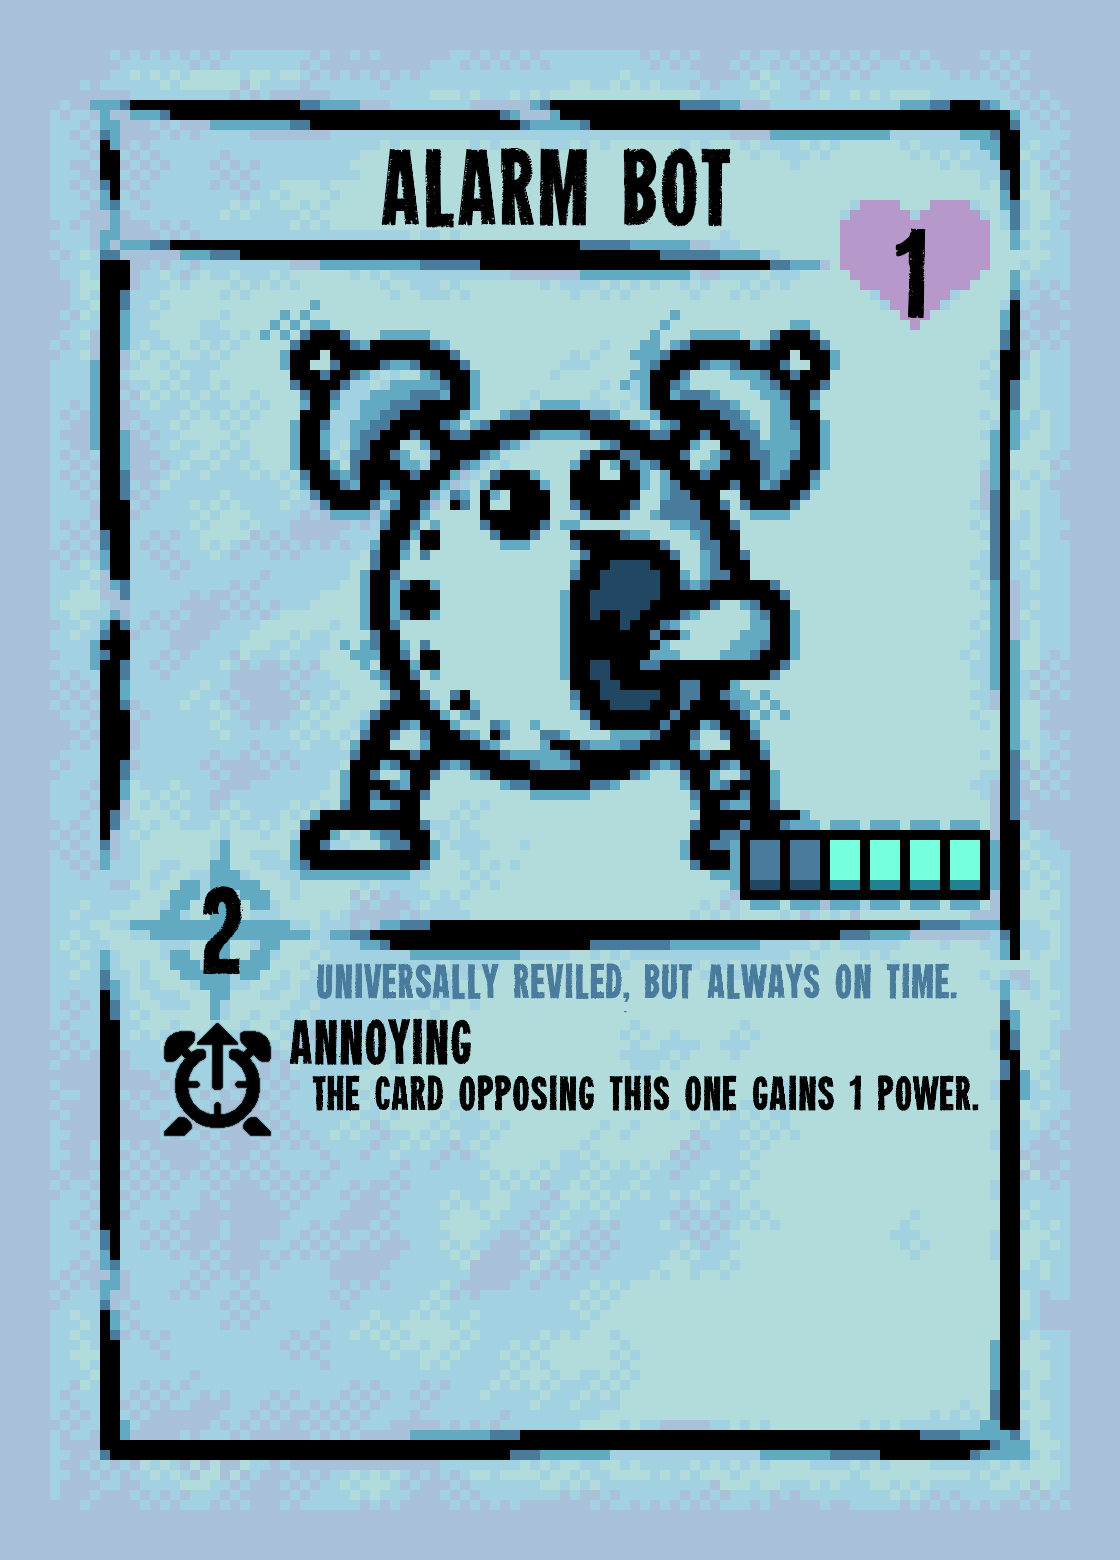 ALARM BOT
1
2
UNIVERSALLY REVILED, BUT ALWAYS ON TIME.
ANNOYING
THE CARD OPPOSING THIS ONE GAINS 1 POWER.